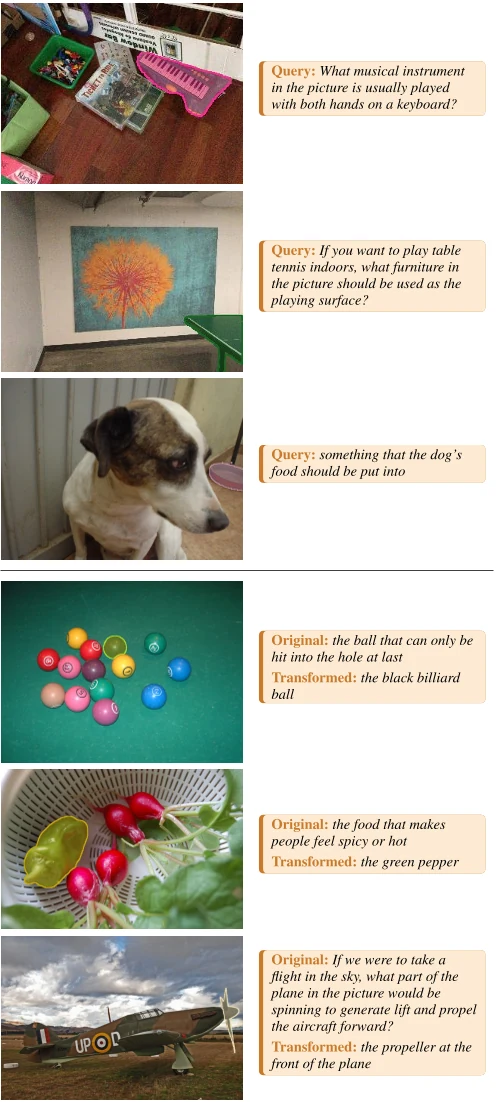 Window Bar
Query: What musical instrument
in the picture is usually played
with both hands on a keyboard?
Query: If you want to play table
tennis indoors, what furniture in
the picture should be used as the
playing surface?
Query: something that the dog's
food should be put into
Original: the ball that can only be
hit into the hole at last
Transformed: the black billiard
ball
Original: the food that makes
people feel spicy or hot
Transformed: the green pepper
Original: If we were to take a
flight in the sky, what part of the
plane in the picture would be
spinning to generate lift and propel
the aircraft forward?
Transformed: the propeller at the
front of the plane
UP